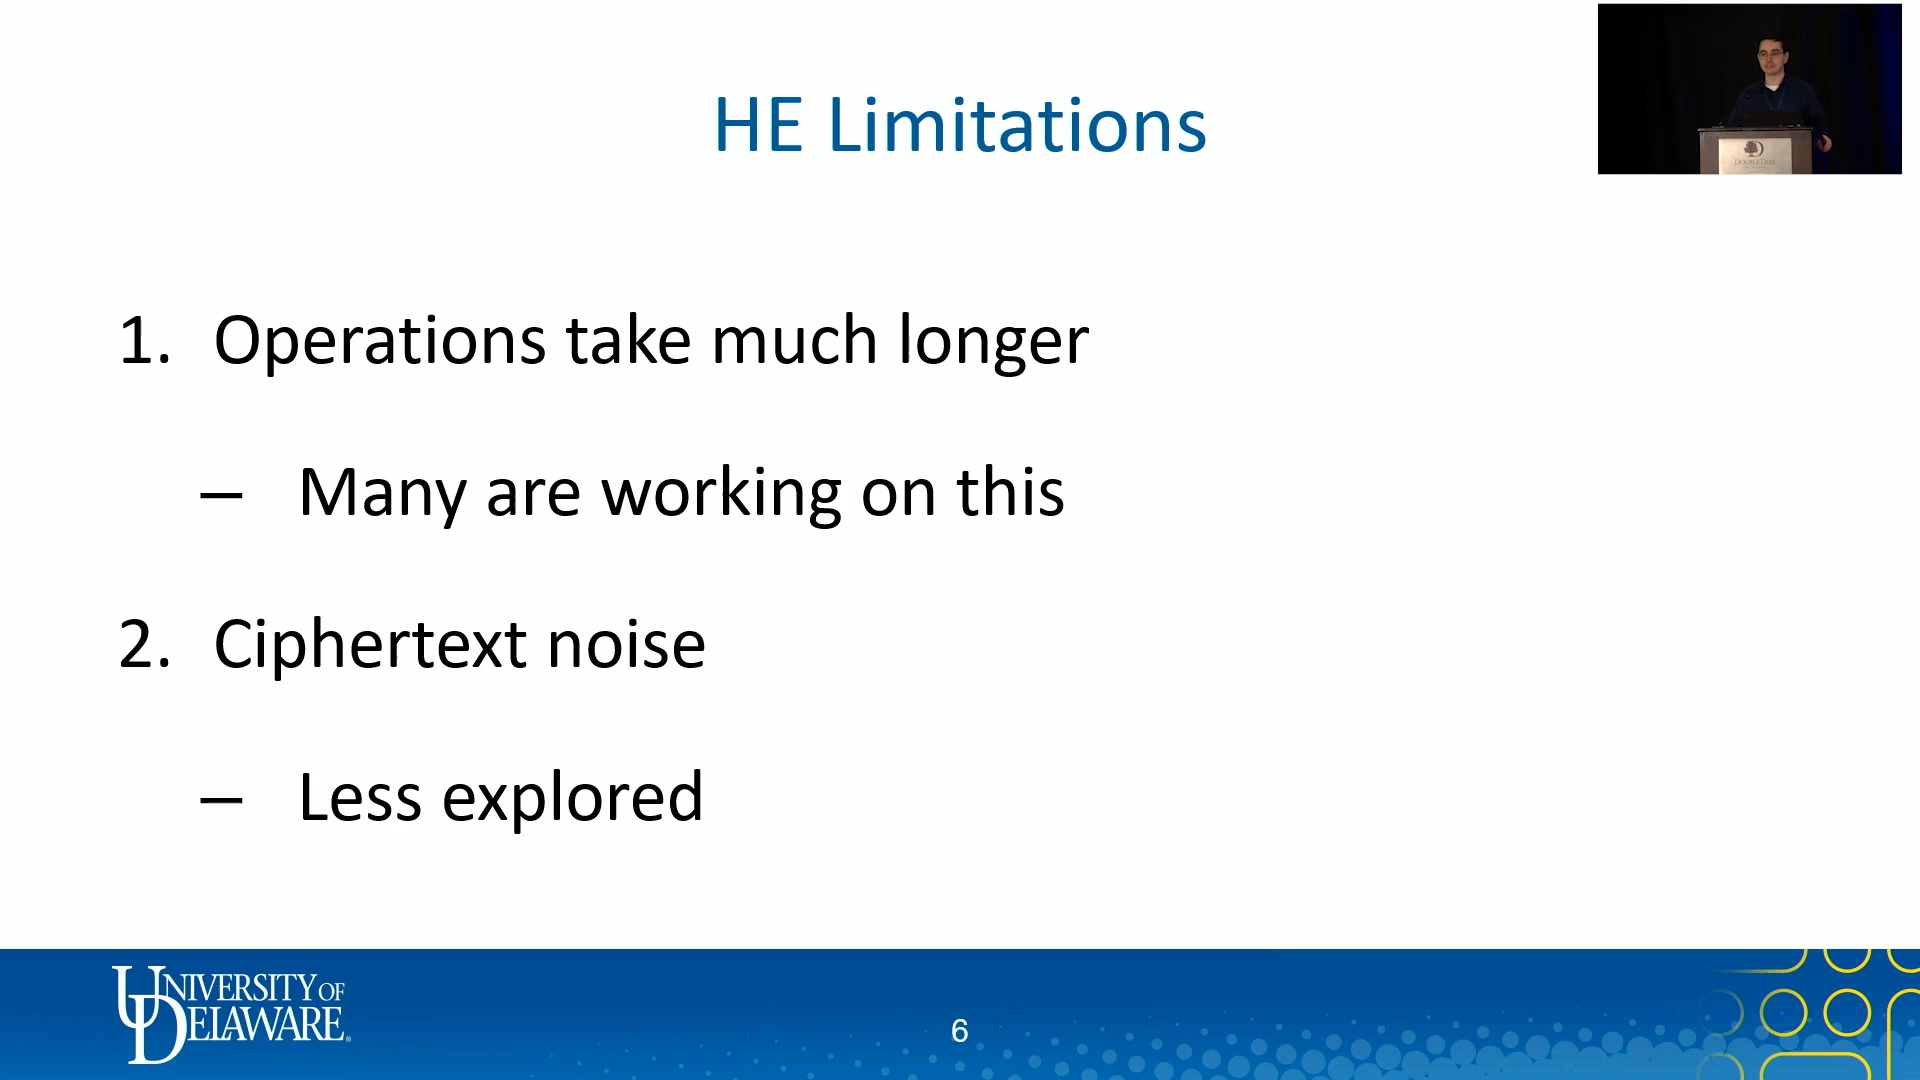 HE Limitations
1. Operations take much longer
– Many are working on this
2. Ciphertext noise
– Less explored
UNIVERSITY OF
DELAWARE
6
DOUBLETREE